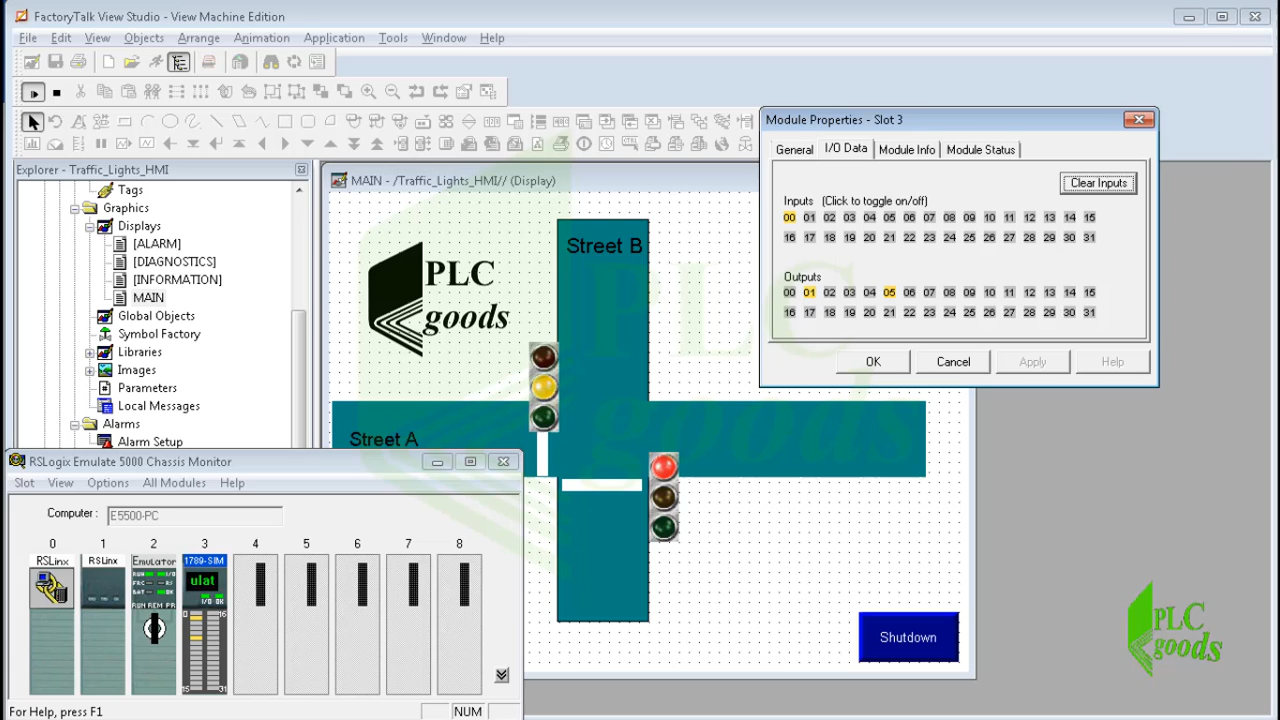 FactoryTalk View Studio - View Machine Edition
File Edit View Objects Arrange Animation Application Tools Window Help
Explorer - Traffic_Lights_HMI
Tags
Graphics
Displays
[ALARM]
[DIAGNOSTICS]
[INFORMATION]
MAIN
Global Objects
Symbol Factory
Libraries
Images
Parameters
Local Messages
Alarms
Alarm Setup
MAIN - /Traffic_Lights_HMI// (Display)
PLC
goods
Street B
Street A
Shutdown
Module Properties - Slot 3
General I/O Data Module Info Module Status
Clear Inputs
Inputs (Click to toggle on/off)
00 01 02 03 04 05 06 07 08 09 10 11 12 13 14 15
16 17 18 19 20 21 22 23 24 25 26 27 28 29 30 31
Outputs
00 01 02 03 04 05 06 07 08 09 10 11 12 13 14 15
16 17 18 19 20 21 22 23 24 25 26 27 28 29 30 31
OK Cancel Apply Help
RSLogix Emulate 5000 Chassis Monitor
Slot View Options All Modules Help
Computer : E5500-PC
0 1 2 3 4 5 6 7 8
RSLinx RSLinx Emulator 1789-SIM
ulat
For Help, press F1
NUM
PLC
goods
PLC
goods